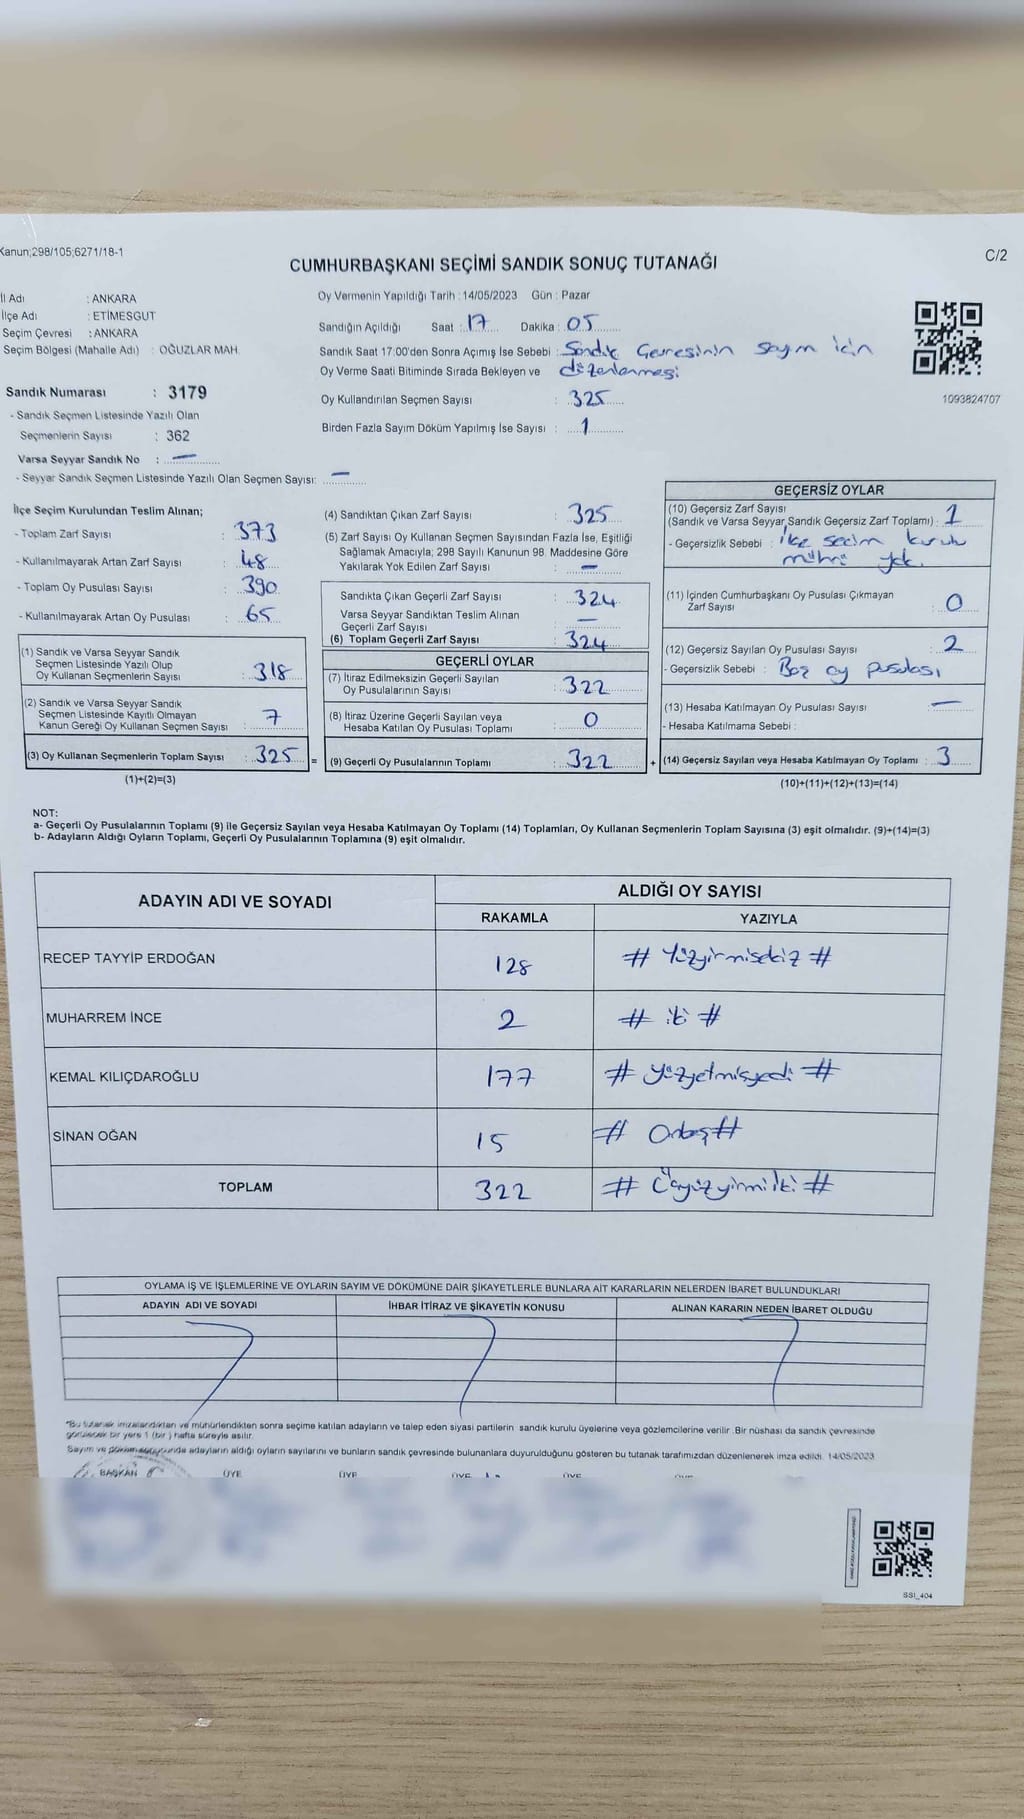 Kanun;298/105;6271/18-1
C/2
CUMHURBAŞKANI SEÇİMİ SANDIK SONUÇ TUTANAĞI
İl Adı : ANKARA
İlçe Adı : ETİMESGUT
Seçim Çevresi : ANKARA
Seçim Bölgesi (Mahalle Adı) : OĞUZLAR MAH.
Sandık Numarası : 3179
- Sandık Seçmen Listesinde Yazılı Olan
Seçmenlerin Sayısı : 362
Varsa Seyyar Sandık No : —
- Seyyar Sandık Seçmen Listesinde Yazılı Olan Seçmen Sayısı: —
Oy Vermenin Yapıldığı Tarih : 14/05/2023 Gün : Pazar
Sandığın Açıldığı Saat : 17 Dakika : 05
Sandık Saat 17:00'den Sonra Açımış İse Sebebi : Sandık Çevresinin sayım için
Oy Verme Saati Bitiminde Sırada Bekleyen ve düzenlenmesi
Oy Kullandırılan Seçmen Sayısı : 325
Birden Fazla Sayım Döküm Yapılmış İse Sayısı : 1
1093824707
İlçe Seçim Kurulundan Teslim Alınan;
- Toplam Zarf Sayısı : 373
- Kullanılmayarak Artan Zarf Sayısı : 48
- Toplam Oy Pusulası Sayısı : 390
- Kullanılmayarak Artan Oy Pusulası : 65
(1) Sandık ve Varsa Seyyar Sandık
Seçmen Listesinde Yazılı Olup
Oy Kullanan Seçmenlerin Sayısı : 318
(2) Sandık ve Varsa Seyyar Sandık
Seçmen Listesinde Kayıtlı Olmayan
Kanun Gereği Oy Kullanan Seçmen Sayısı : 7
(3) Oy Kullanan Seçmenlerin Toplam Sayısı : 325 =
(1)+(2)=(3)
(4) Sandıktan Çıkan Zarf Sayısı : 325
(5) Zarf Sayısı Oy Kullanan Seçmen Sayısından Fazla İse, Eşitliği
Sağlamak Amacıyla; 298 Sayılı Kanunun 98. Maddesine Göre
Yakılarak Yok Edilen Zarf Sayısı : —
Sandıkta Çıkan Geçerli Zarf Sayısı : 324
Varsa Seyyar Sandıktan Teslim Alınan
Geçerli Zarf Sayısı : —
(6) Toplam Geçerli Zarf Sayısı : 324
GEÇERLİ OYLAR
(7) İtiraz Edilmeksizin Geçerli Sayılan
Oy Pusulalarının Sayısı : 322
(8) İtiraz Üzerine Geçerli Sayılan veya
Hesaba Katılan Oy Pusulası Toplamı : 0
(9) Geçerli Oy Pusulalarının Toplamı : 322 +
GEÇERSİZ OYLAR
(10) Geçersiz Zarf Sayısı
(Sandık ve Varsa Seyyar Sandık Geçersiz Zarf Toplamı) : 1
- Geçersizlik Sebebi : ilçe seçim kurulu
mührü yok.
(11) İçinden Cumhurbaşkanı Oy Pusulası Çıkmayan
Zarf Sayısı : 0
(12) Geçersiz Sayılan Oy Pusulası Sayısı : 2
- Geçersizlik Sebebi : Boş oy pusulası
(13) Hesaba Katılmayan Oy Pusulası Sayısı : —
- Hesaba Katılmama Sebebi :
(14) Geçersiz Sayılan veya Hesaba Katılmayan Oy Toplamı : 3
(10)+(11)+(12)+(13)=(14)
NOT:
a- Geçerli Oy Pusulalarının Toplamı (9) ile Geçersiz Sayılan veya Hesaba Katılmayan Oy Toplamı (14) Toplamları, Oy Kullanan Seçmenlerin Toplam Sayısına (3) eşit olmalıdır. (9)+(14)=(3)
b- Adayların Aldığı Oyların Toplamı, Geçerli Oy Pusulalarının Toplamına (9) eşit olmalıdır.
ADAYIN ADI VE SOYADI
ALDIĞI OY SAYISI
RAKAMLA YAZIYLA
RECEP TAYYİP ERDOĞAN 128 # Yüzyirmisekiz #
MUHARREM İNCE 2 # iki #
KEMAL KILIÇDAROĞLU 177 # yüzyetmişyedi #
SİNAN OĞAN 15 # Onbeş #
TOPLAM 322 # Üçyüzyirmiiki #
OYLAMA İŞ VE İŞLEMLERİNE VE OYLARIN SAYIM VE DÖKÜMÜNE DAİR ŞİKAYETLERLE BUNLARA AİT KARARLARIN NELERDEN İBARET BULUNDUKLARI
ADAYIN ADI VE SOYADI İHBAR İTİRAZ VE ŞİKAYETİN KONUSU ALINAN KARARIN NEDEN İBARET OLDUĞU
*Bu tutanak imzalandıktan ve mühürlendikten sonra seçime katılan adayların ve talep eden siyasi partilerin sandık kurulu üyelerine veya gözlemcilerine verilir .Bir nüshası da sandık çevresinde
görülecek bir yere 1 (bir ) hafta süreyle asılır.
Sayım ve döküm sonucunda adayların aldığı oyların sayılarını ve bunların sandık çevresinde bulunanlara duyurulduğunu gösteren bu tutanak tarafımızdan düzenlenerek imza edildi. 14/05/2023
BAŞKAN ÜYE ÜYE ÜYE ÜYE
SSI_404